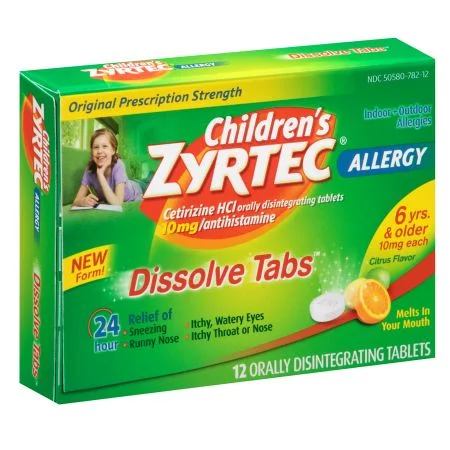 Dissolve Tabs™
NDC 50580-782-12
Original Prescription Strength
Indoor + Outdoor
Allergies
Children's
ZYRTEC®
ALLERGY
Cetirizine HCl orally disintegrating tablets
10mg/antihistamine
6 yrs.
& older
10mg each
Citrus Flavor
NEW
Form!
Dissolve Tabs™
24
hour
Relief of
• Sneezing
• Runny Nose
• Itchy, Watery Eyes
• Itchy Throat or Nose
Melts In
Your Mouth
12 ORALLY DISINTEGRATING TABLETS
Children's
ZYRTEC
ALLERGY
Dissolve Tabs